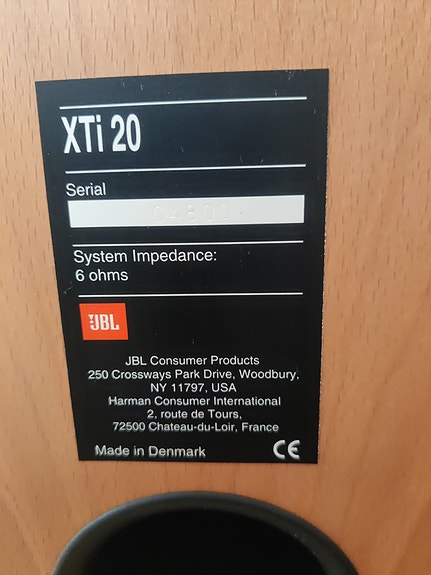 XTi 20
Serial
04800
System Impedance:
6 ohms
JBL
JBL Consumer Products
250 Crossways Park Drive, Woodbury,
NY 11797, USA
Harman Consumer International
2, route de Tours,
72500 Chateau-du-Loir, France
Made in Denmark CE